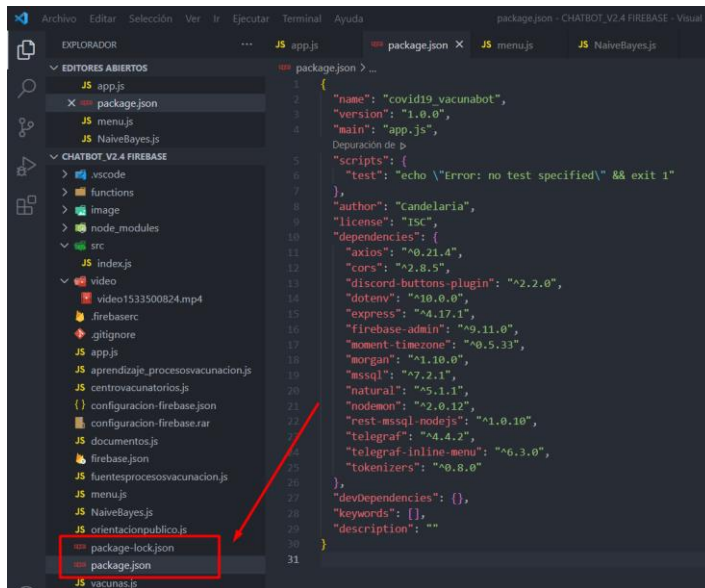 Archivo Editar Selección Ver Ir Ejecutar Terminal Ayuda package.json - CHATBOT_V2.4 FIREBASE - Visual
EXPLORADOR ...
EDITORES ABIERTOS
JS app.js
package.json
JS menu.js
JS NaiveBayes.js
CHATBOT_V2.4 FIREBASE
.vscode
functions
image
node_modules
src
JS index.js
video
video1533500824.mp4
.firebaserc
.gitignore
JS app.js
JS aprendizaje_procesosvacunacion.js
JS centrovacunatorios.js
{ } configuracion-firebase.json
configuracion-firebase.rar
JS documentos.js
firebase.json
JS fuentesprocesosvacunacion.js
JS menu.js
JS NaiveBayes.js
JS orientacionpublico.js
package-lock.json
package.json
JS vacunas.js
JS app.js package.json X JS menu.js JS NaiveBayes.js
package.json > ...
1 {
2 "name": "covid19_vacunabot",
3 "version": "1.0.0",
4 "main": "app.js",
Depuración de
5 "scripts": {
6 "test": "echo \"Error: no test specified\" && exit 1"
7 },
8 "author": "Candelaria",
9 "license": "ISC",
10 "dependencies": {
11 "axios": "^0.21.4",
12 "cors": "^2.8.5",
13 "discord-buttons-plugin": "^2.2.0",
14 "dotenv": "^10.0.0",
15 "express": "^4.17.1",
16 "firebase-admin": "^9.11.0",
17 "moment-timezone": "^0.5.33",
18 "morgan": "^1.10.0",
19 "mssql": "^7.2.1",
20 "natural": "^5.1.1",
21 "nodemon": "^2.0.12",
22 "rest-mssql-nodejs": "^1.0.10",
23 "telegraf": "^4.4.2",
24 "telegraf-inline-menu": "^6.3.0",
25 "tokenizers": "^0.8.0"
26 },
27 "devDependencies": {},
28 "keywords": [],
29 "description": ""
30 }
31